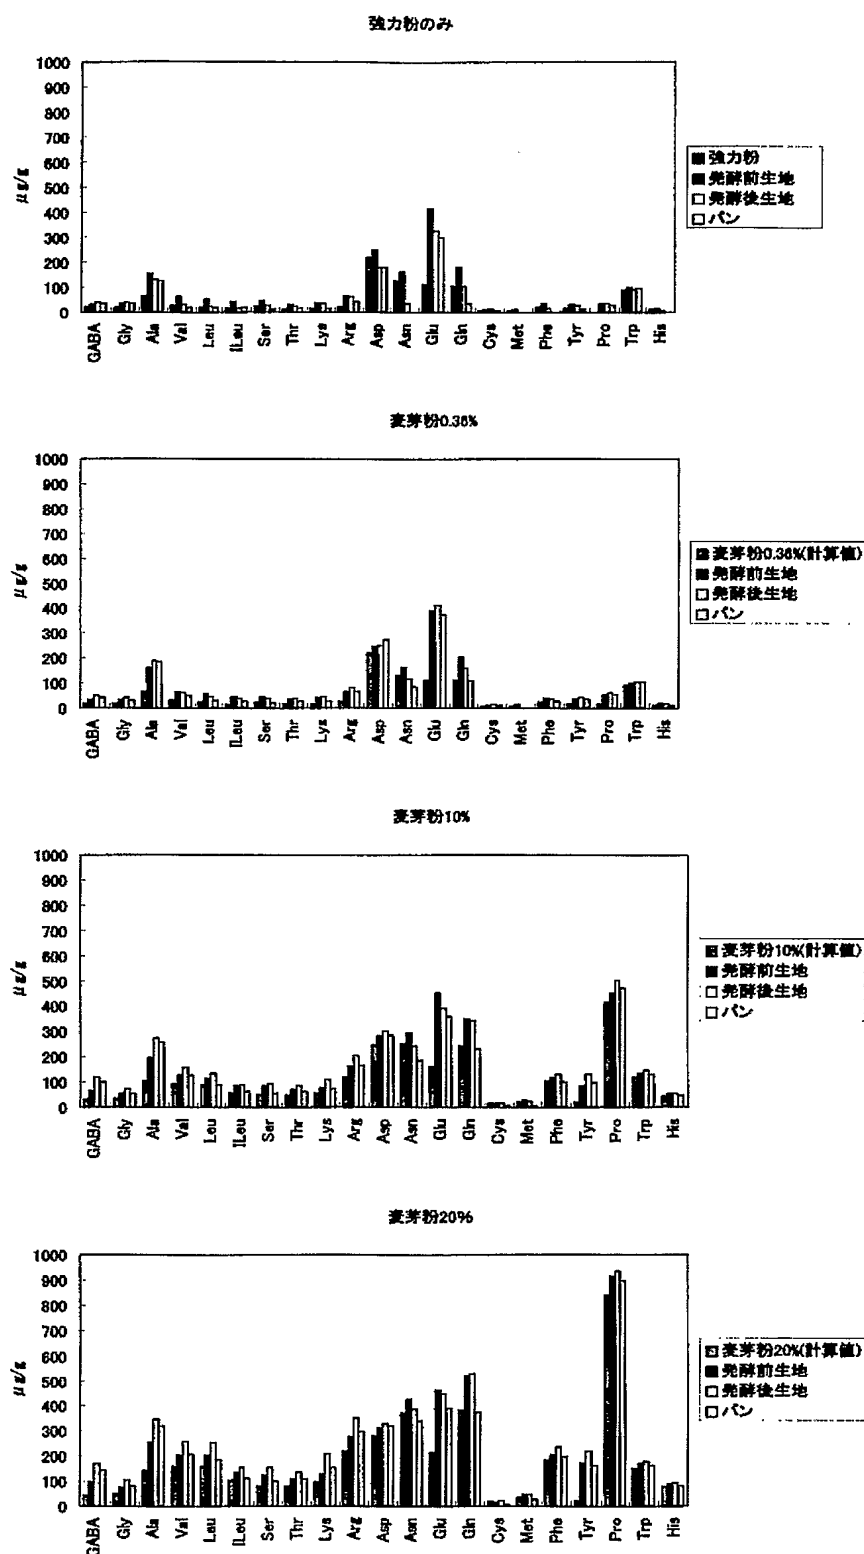 強力粉のみ
1000
900
800
700
600
500
400
300
200
100
0
μg/g
GABA Gly Ala Val Leu ILeu Ser Thr Lys Arg Asp Asn Glu Gln Cys Met Phe Tyr Pro Trp His
強力粉
発酵前生地
発酵後生地
パン
麦芽粉0.36%
1000
900
800
700
600
500
400
300
200
100
0
μg/g
GABA Gly Ala Val Leu ILeu Ser Thr Lys Arg Asp Asn Glu Gln Cys Met Phe Tyr Pro Trp His
麦芽粉0.36%(計算値)
発酵前生地
発酵後生地
パン
麦芽粉10%
1000
900
800
700
600
500
400
300
200
100
0
μg/g
GABA Gly Ala Val Leu ILeu Ser Thr Lys Arg Asp Asn Glu Gln Cys Met Phe Tyr Pro Trp His
麦芽粉10%(計算値)
発酵前生地
発酵後生地
パン
麦芽粉20%
1000
900
800
700
600
500
400
300
200
100
0
μg/g
GABA Gly Ala Val Leu ILeu Ser Thr Lys Arg Asp Asn Glu Gln Cys Met Phe Tyr Pro Trp His
麦芽粉20%(計算値)
発酵前生地
発酵後生地
パン